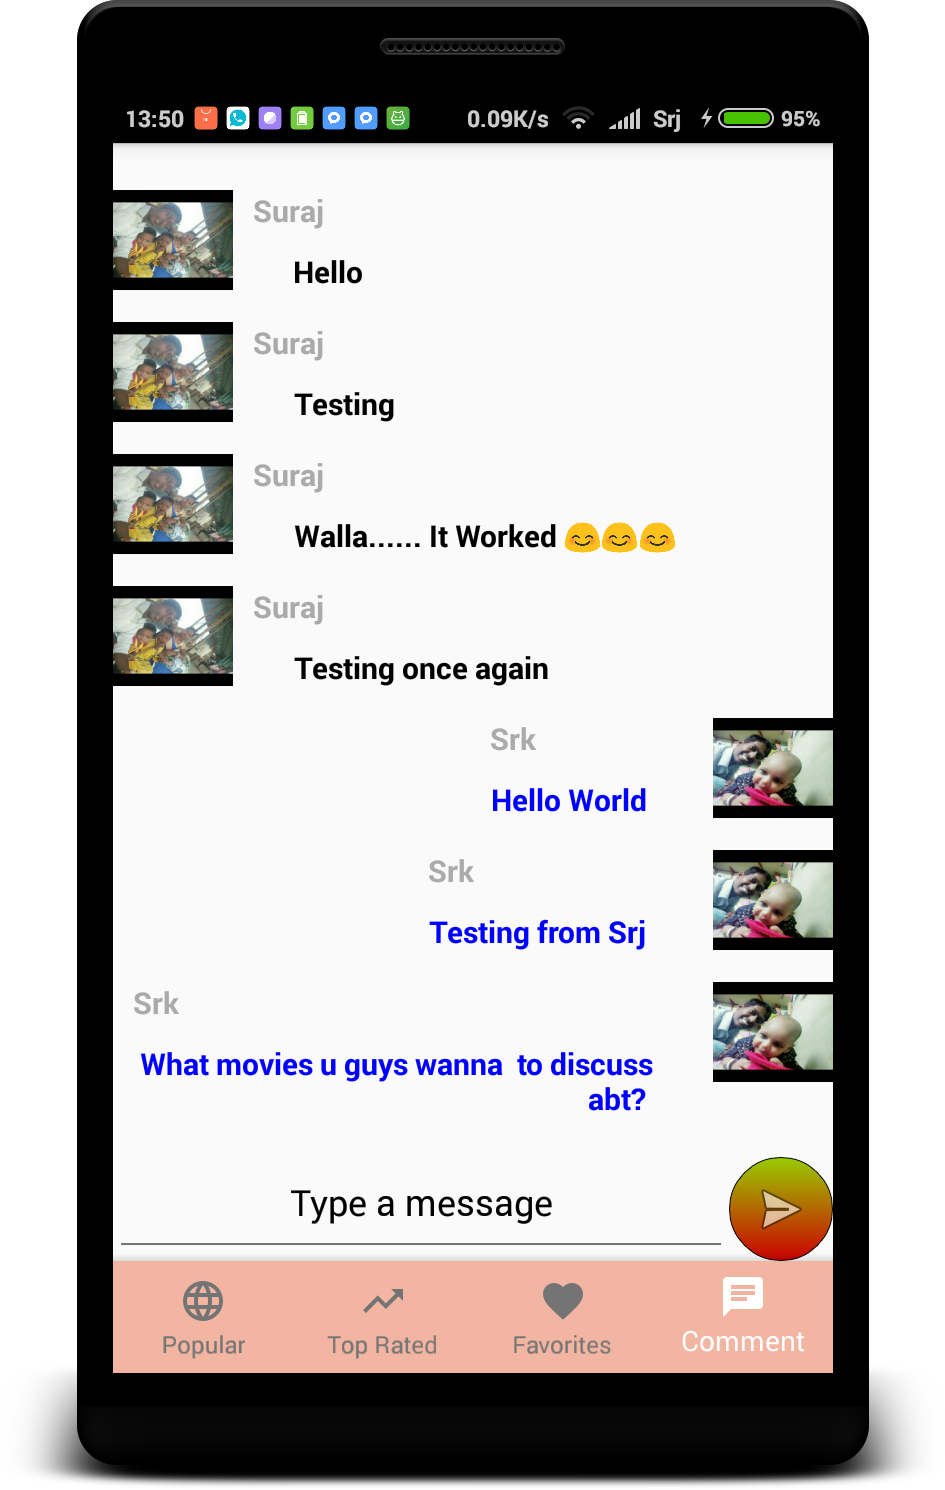 13:50 0.09K/s Srj 95%
Suraj
Hello
Suraj
Testing
Suraj
Walla...... It Worked 😊😊😊
Suraj
Testing once again
Srk
Hello World
Srk
Testing from Srj
Srk
What movies u guys wanna  to discuss
abt?
Type a message
Popular
Top Rated
Favorites
Comment